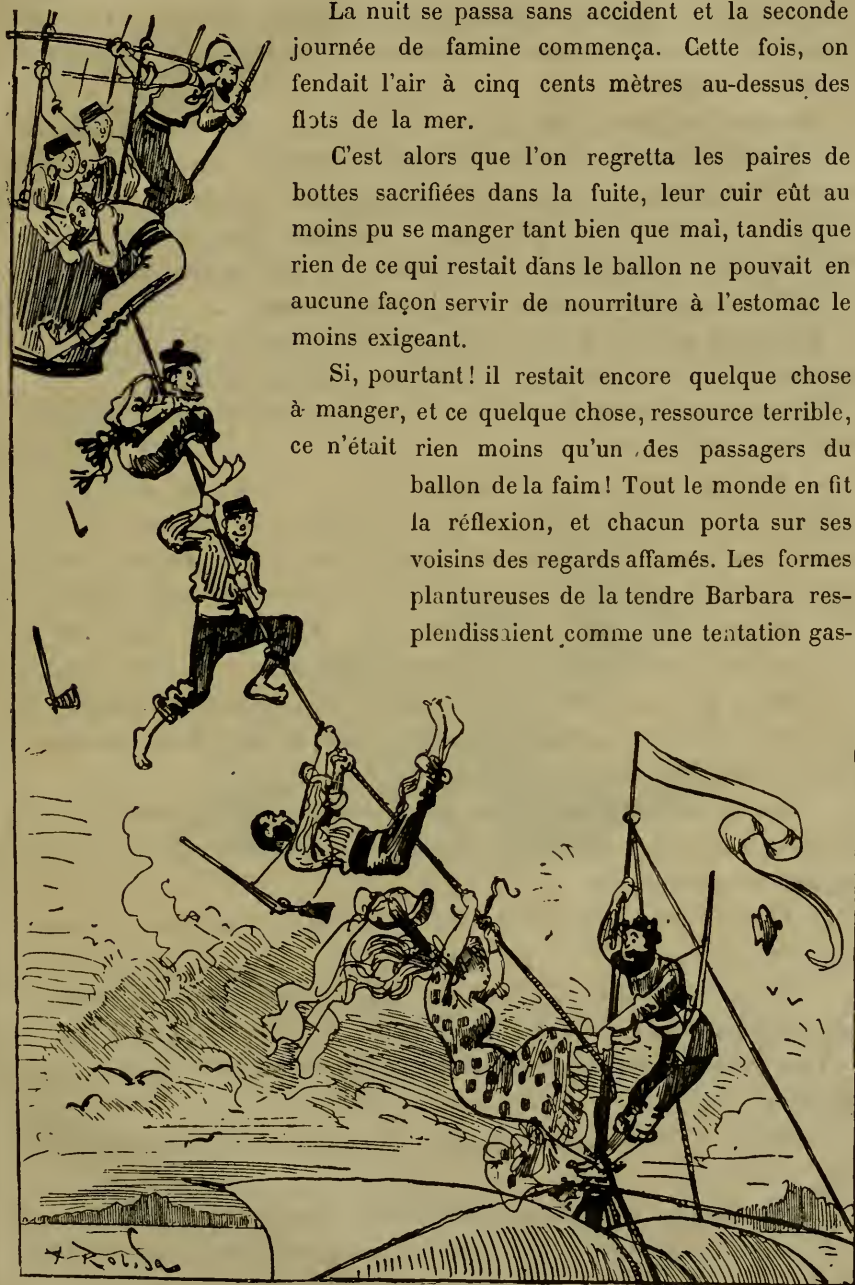 La nuit se passa sans accident et la seconde
journée de famine commença. Cette fois, on
fendait l'air à cinq cents mètres au-dessus des
flots de la mer.
C'est alors que l'on regretta les paires de
bottes sacrifiées dans la fuite, leur cuir eût au
moins pu se manger tant bien que mal, tandis que
rien de ce qui restait dans le ballon ne pouvait en
aucune façon servir de nourriture à l'estomac le
moins exigeant.
Si, pourtant! il restait encore quelque chose
à manger, et ce quelque chose, ressource terrible,
ce n'était rien moins qu'un des passagers du
ballon de la faim! Tout le monde en fit
la réflexion, et chacun porta sur ses
voisins des regards affamés. Les formes
plantureuses de la tendre Barbara res-
plendissaient comme une tentation gas-
A. Robida